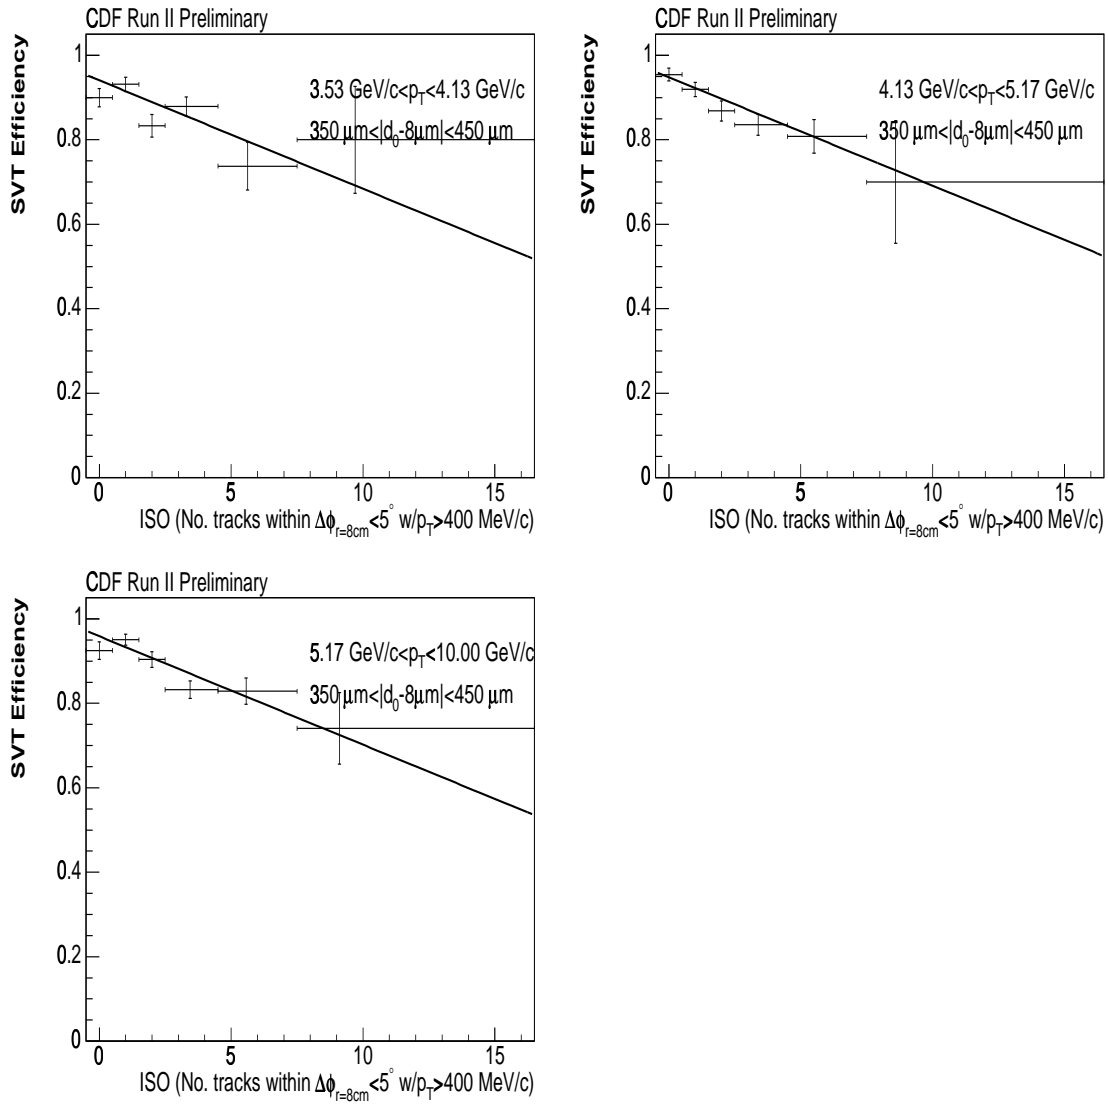 CDF Run II Preliminary
SVT Efficiency
3.53 GeV/c<p_T<4.13 GeV/c
350 μm<|d_0-8μm|<450 μm
1
0.8
0.6
0.4
0.2
0
0 5 10 15
ISO (No. tracks within Δϕ_r=8cm<5° w/p_T>400 MeV/c)
CDF Run II Preliminary
SVT Efficiency
4.13 GeV/c<p_T<5.17 GeV/c
350 μm<|d_0-8μm|<450 μm
1
0.8
0.6
0.4
0.2
0
0 5 10 15
ISO (No. tracks within Δϕ_r=8cm<5° w/p_T>400 MeV/c)
CDF Run II Preliminary
SVT Efficiency
5.17 GeV/c<p_T<10.00 GeV/c
350 μm<|d_0-8μm|<450 μm
1
0.8
0.6
0.4
0.2
0
0 5 10 15
ISO (No. tracks within Δϕ_r=8cm<5° w/p_T>400 MeV/c)